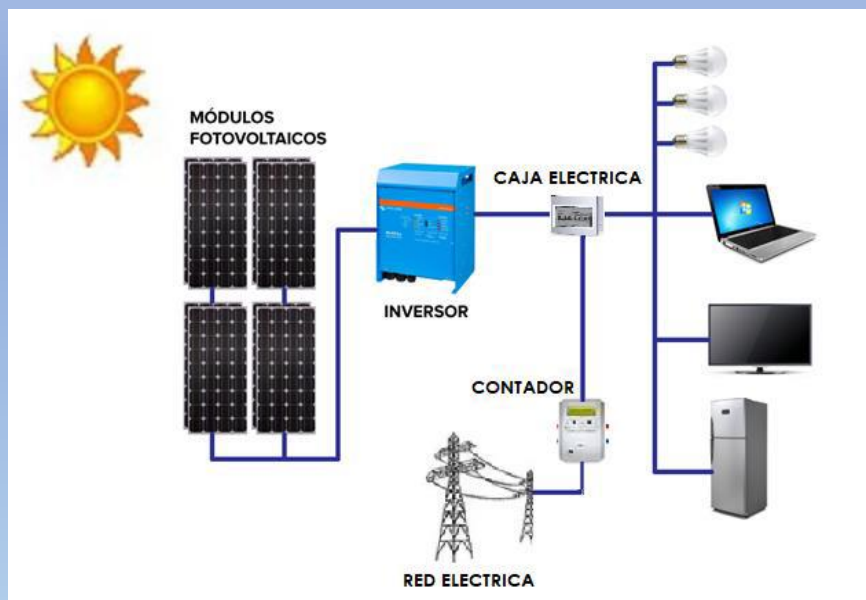 MÓDULOS
FOTOVOLTAICOS
CAJA ELECTRICA
INVERSOR
CONTADOR
RED ELECTRICA